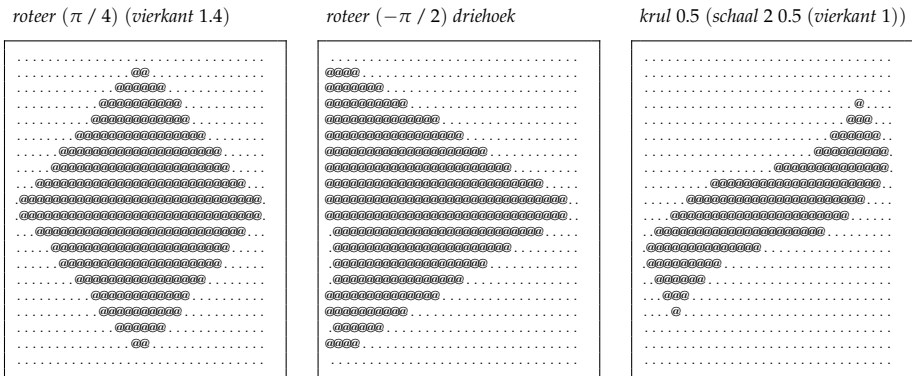 roteer (π / 4) (vierkant 1.4)
roteer (−π / 2) driehoek
krul 0.5 (schaal 2 0.5 (vierkant 1))